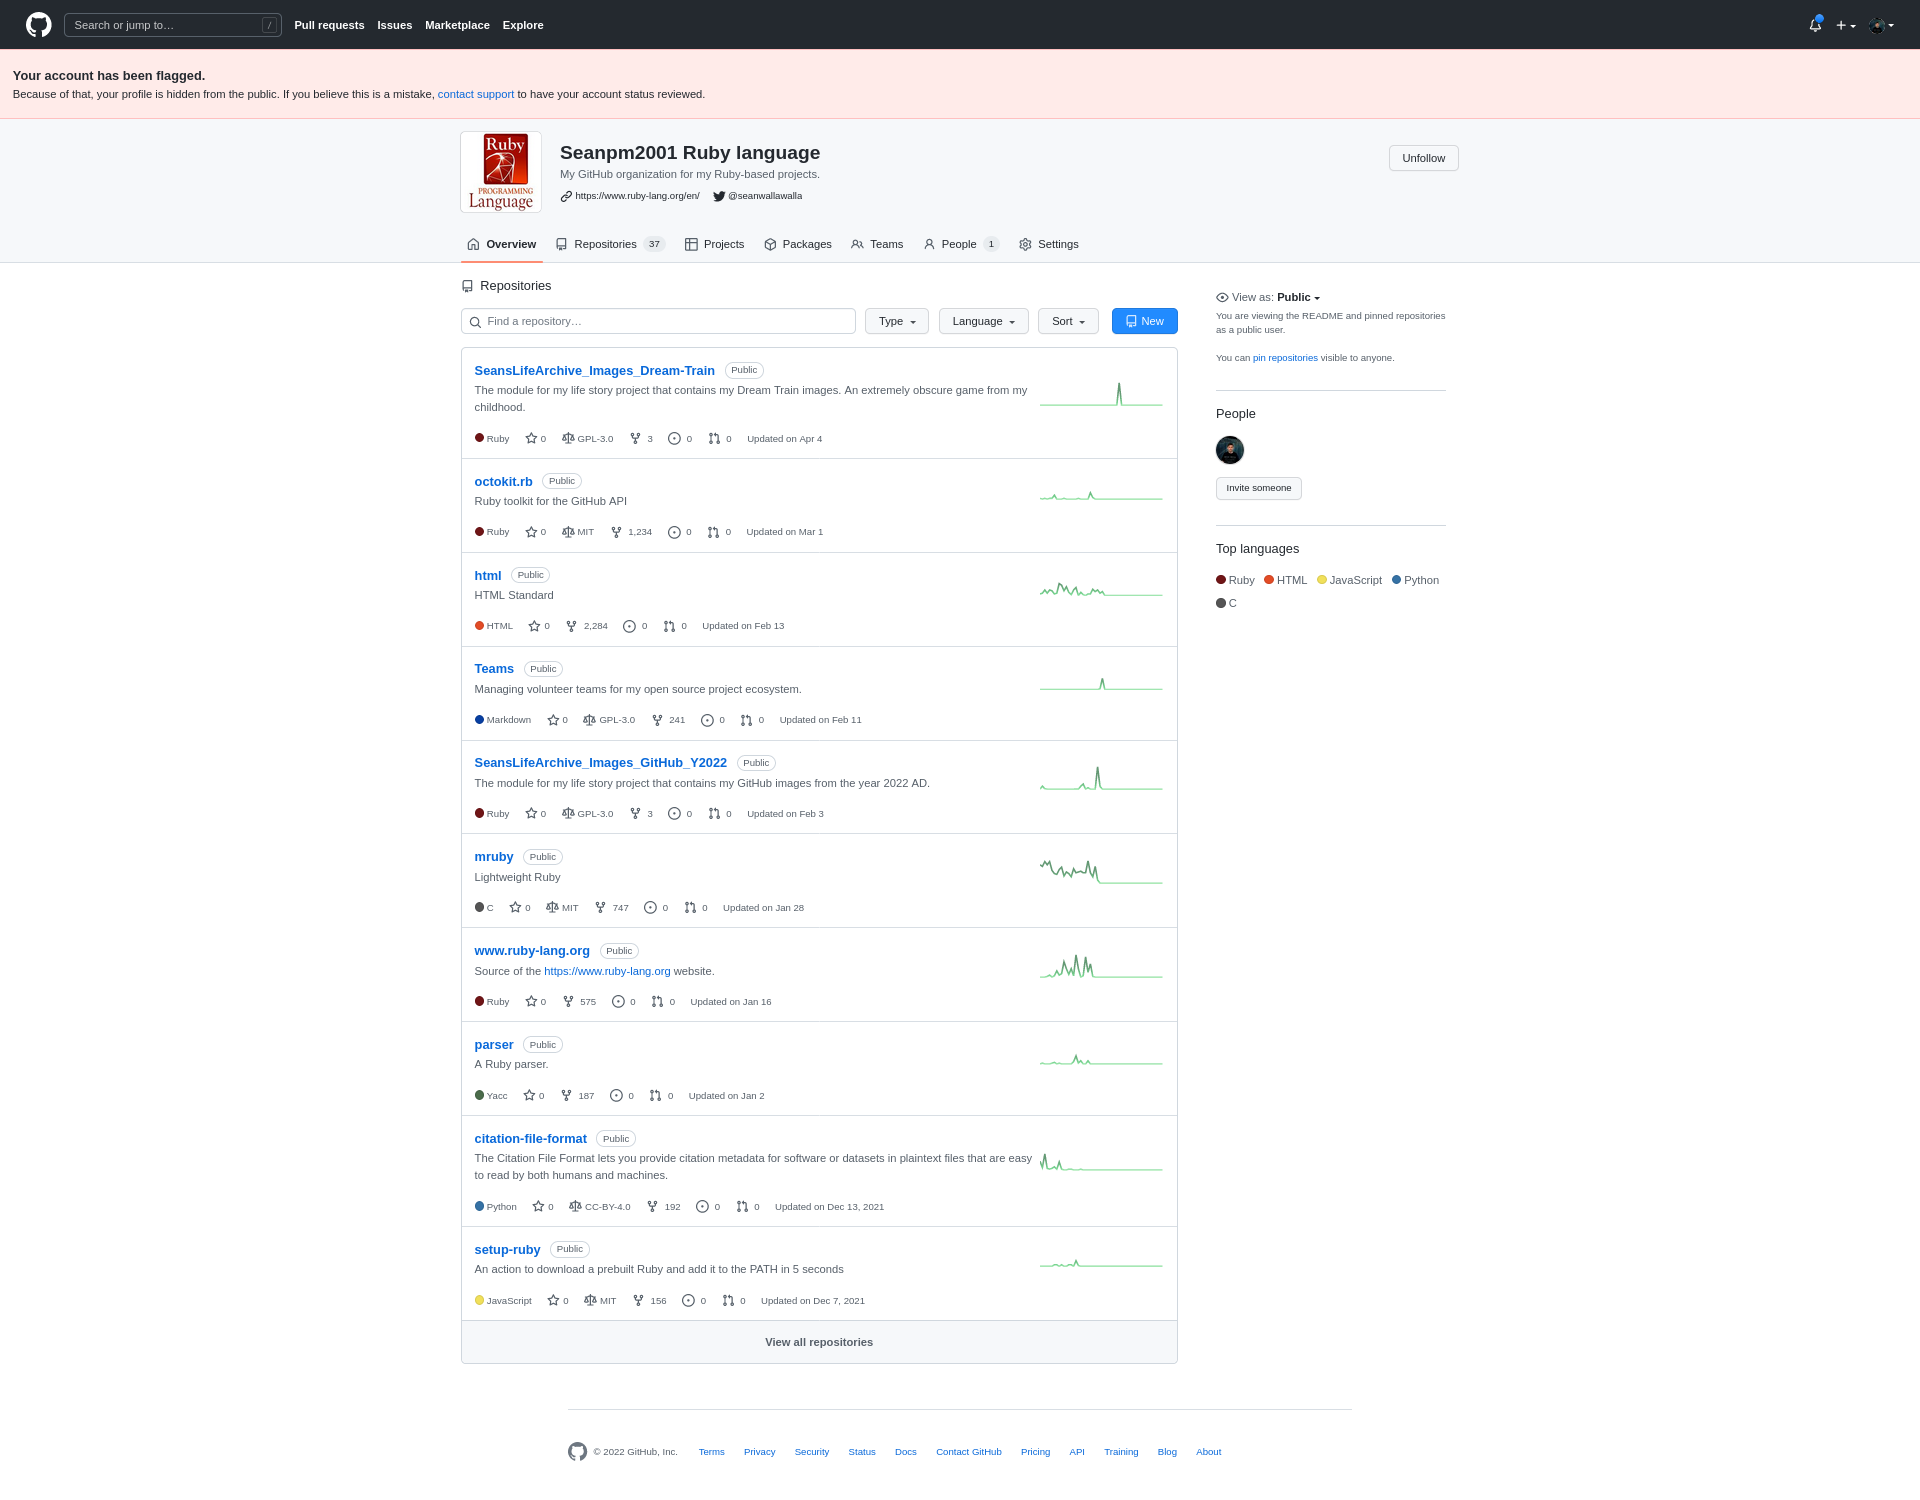 Search or jump to… /
Pull requests Issues Marketplace Explore
Your account has been flagged.
Because of that, your profile is hidden from the public. If you believe this is a mistake, contact support to have your account status reviewed.
Ruby
PROGRAMMING
Language
Seanpm2001 Ruby language
My GitHub organization for my Ruby-based projects.
https://www.ruby-lang.org/en/ @seanwallawalla
Unfollow
Overview Repositories 37 Projects Packages Teams People 1 Settings
Repositories
Find a repository… Type Language Sort New
SeansLifeArchive_Images_Dream-Train Public
The module for my life story project that contains my Dream Train images. An extremely obscure game from my
childhood.
Ruby 0 GPL-3.0 3 0 0 Updated on Apr 4
octokit.rb Public
Ruby toolkit for the GitHub API
Ruby 0 MIT 1,234 0 0 Updated on Mar 1
html Public
HTML Standard
HTML 0 2,284 0 0 Updated on Feb 13
Teams Public
Managing volunteer teams for my open source project ecosystem.
Markdown 0 GPL-3.0 241 0 0 Updated on Feb 11
SeansLifeArchive_Images_GitHub_Y2022 Public
The module for my life story project that contains my GitHub images from the year 2022 AD.
Ruby 0 GPL-3.0 3 0 0 Updated on Feb 3
mruby Public
Lightweight Ruby
C 0 MIT 747 0 0 Updated on Jan 28
www.ruby-lang.org Public
Source of the https://www.ruby-lang.org website.
Ruby 0 575 0 0 Updated on Jan 16
parser Public
A Ruby parser.
Yacc 0 187 0 0 Updated on Jan 2
citation-file-format Public
The Citation File Format lets you provide citation metadata for software or datasets in plaintext files that are easy
to read by both humans and machines.
Python 0 CC-BY-4.0 192 0 0 Updated on Dec 13, 2021
setup-ruby Public
An action to download a prebuilt Ruby and add it to the PATH in 5 seconds
JavaScript 0 MIT 156 0 0 Updated on Dec 7, 2021
View all repositories
View as: Public
You are viewing the README and pinned repositories
as a public user.
You can pin repositories visible to anyone.
People
Invite someone
Top languages
Ruby HTML JavaScript Python
C
© 2022 GitHub, Inc. Terms Privacy Security Status Docs Contact GitHub Pricing API Training Blog About